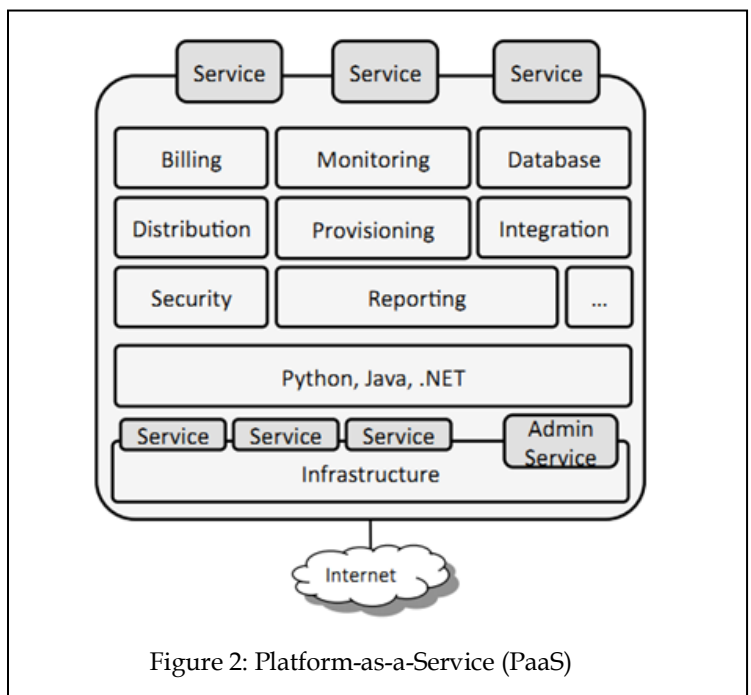 Service Service Service
Billing Monitoring Database
Distribution Provisioning Integration
Security Reporting ...
Python, Java, .NET
Service Service Service Admin
Service
Infrastructure
Internet
Figure 2: Platform-as-a-Service (PaaS)